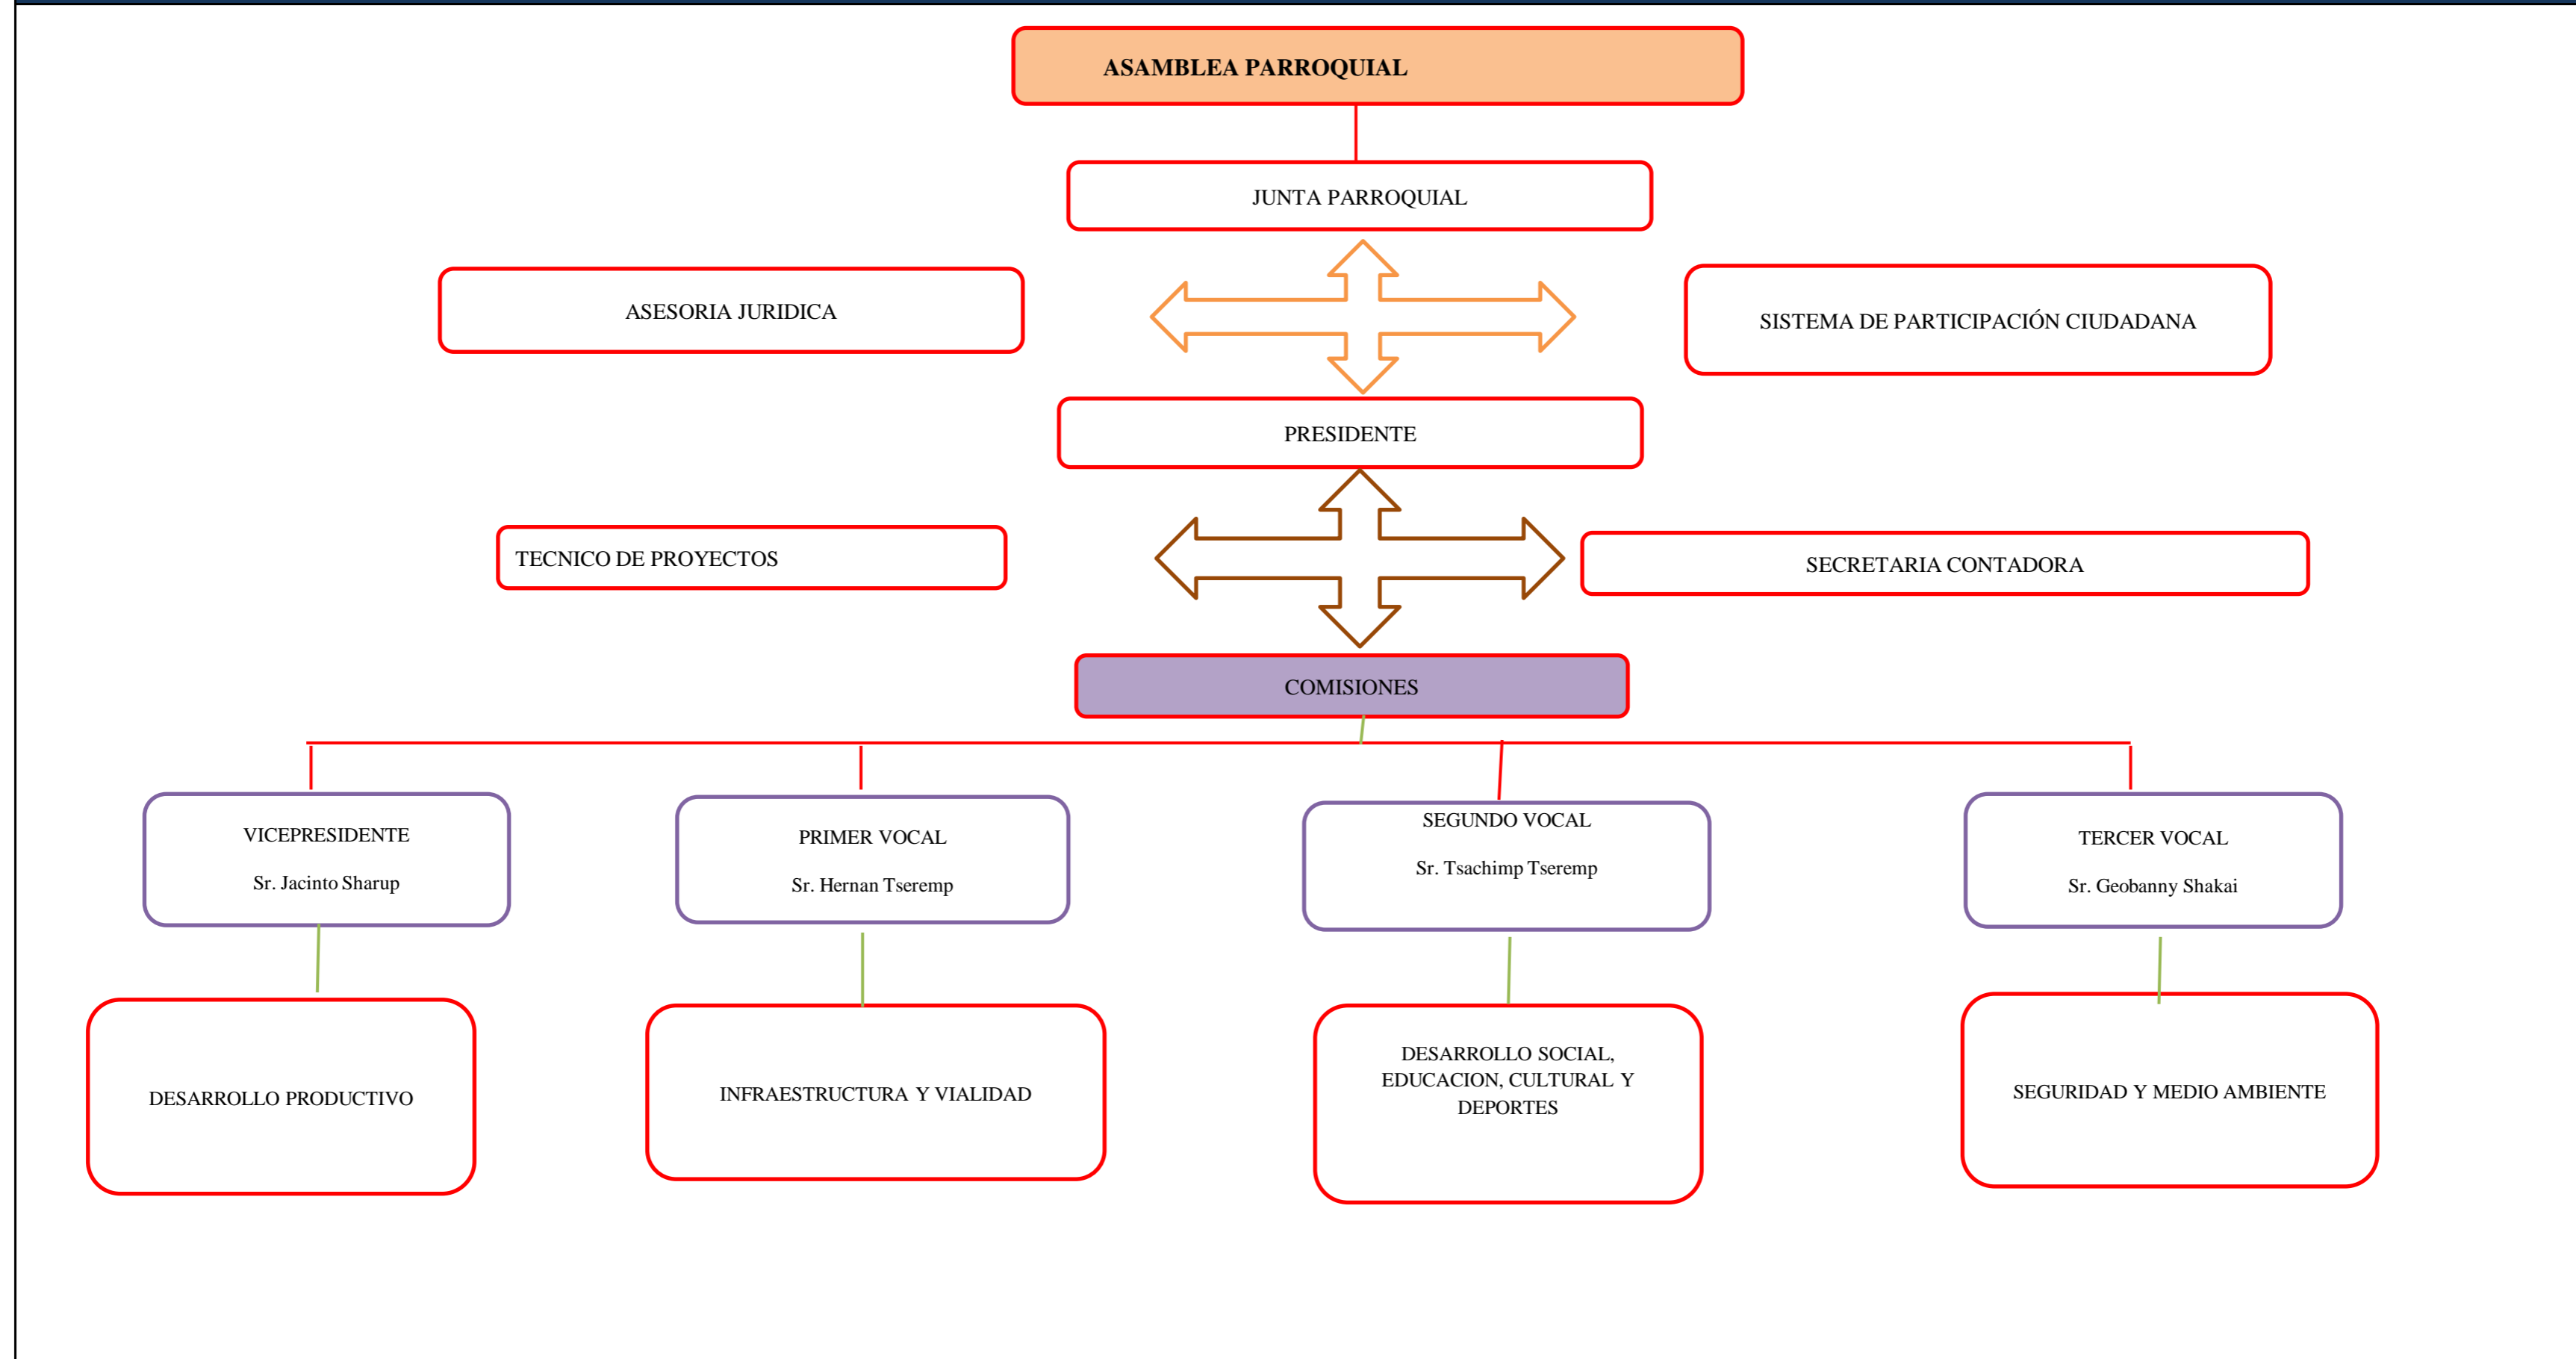 ASAMBLEA PARROQUIAL
JUNTA PARROQUIAL
ASESORIA JURIDICA
SISTEMA DE PARTICIPACIÓN CIUDADANA
PRESIDENTE
TECNICO DE PROYECTOS
SECRETARIA CONTADORA
COMISIONES
VICEPRESIDENTE
Sr. Jacinto Sharup
PRIMER VOCAL
Sr. Hernan Tseremp
SEGUNDO VOCAL
Sr. Tsachimp Tseremp
TERCER VOCAL
Sr. Geobanny Shakai
DESARROLLO PRODUCTIVO
INFRAESTRUCTURA Y VIALIDAD
DESARROLLO SOCIAL,
EDUCACION, CULTURAL Y
DEPORTES
SEGURIDAD Y MEDIO AMBIENTE